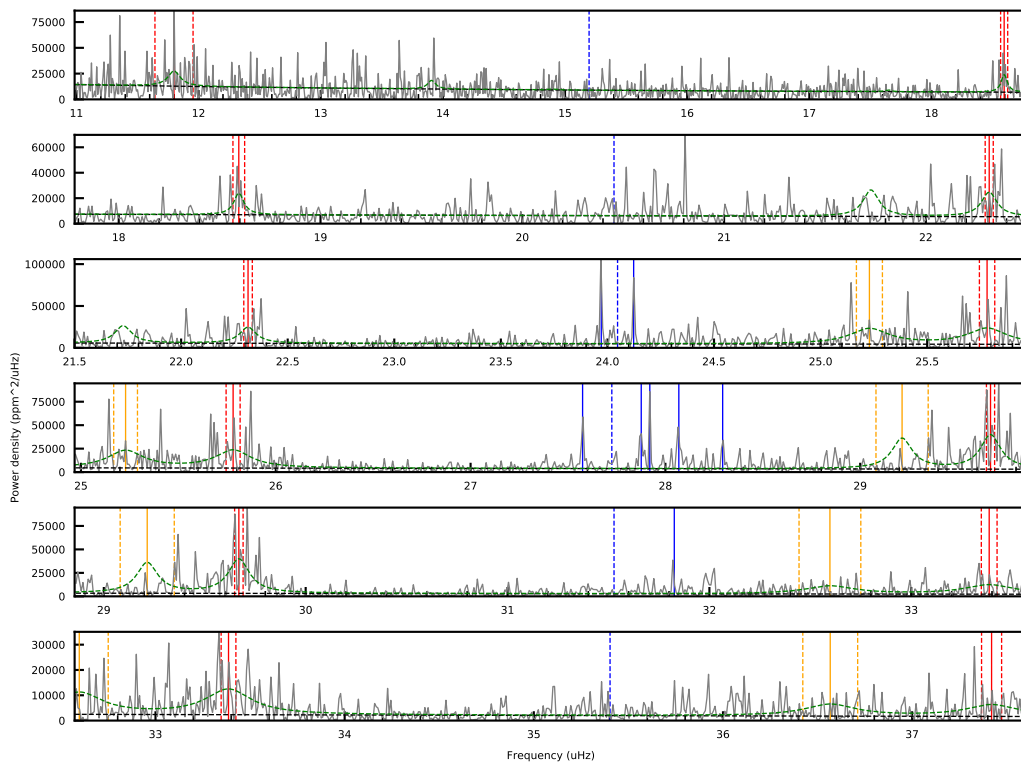 75000
50000
25000
0
11 12 13 14 15 16 17 18
60000
40000
20000
0
18 19 20 21 22
100000
50000
0
21.5 22.0 22.5 23.0 23.5 24.0 24.5 25.0 25.5
75000
50000
25000
0
25 26 27 28 29
Power density (ppm^2/uHz)
75000
50000
25000
0
29 30 31 32 33
30000
20000
10000
0
33 34 35 36 37
Frequency (uHz)